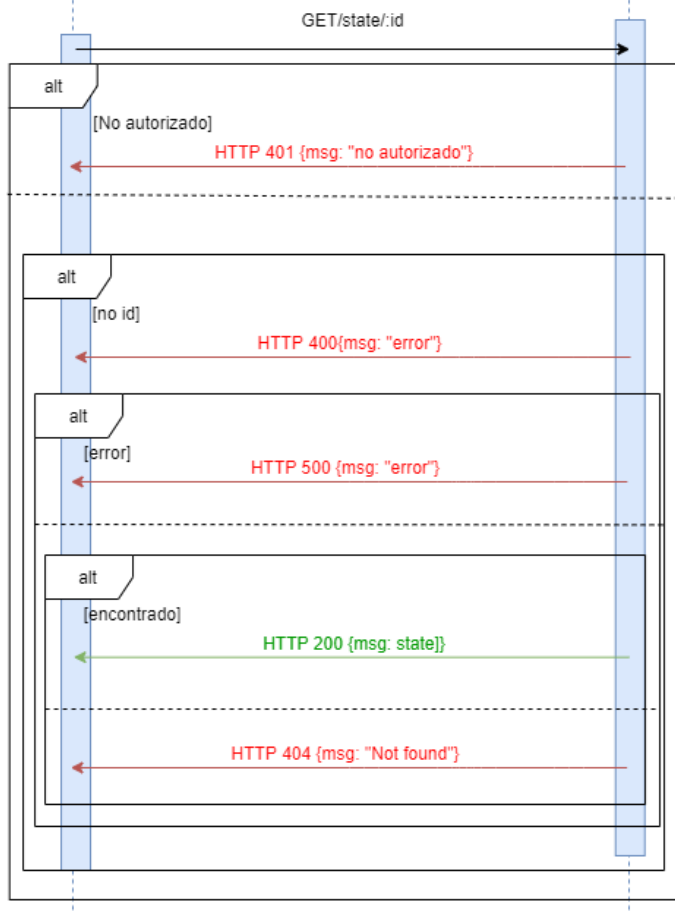 GET/state/:id
alt
[No autorizado]
HTTP 401 {msg: "no autorizado"}
alt
[no id]
HTTP 400{msg: "error"}
alt
[error]
HTTP 500 {msg: "error"}
alt
[encontrado]
HTTP 200 {msg: state]}
HTTP 404 {msg: "Not found"}